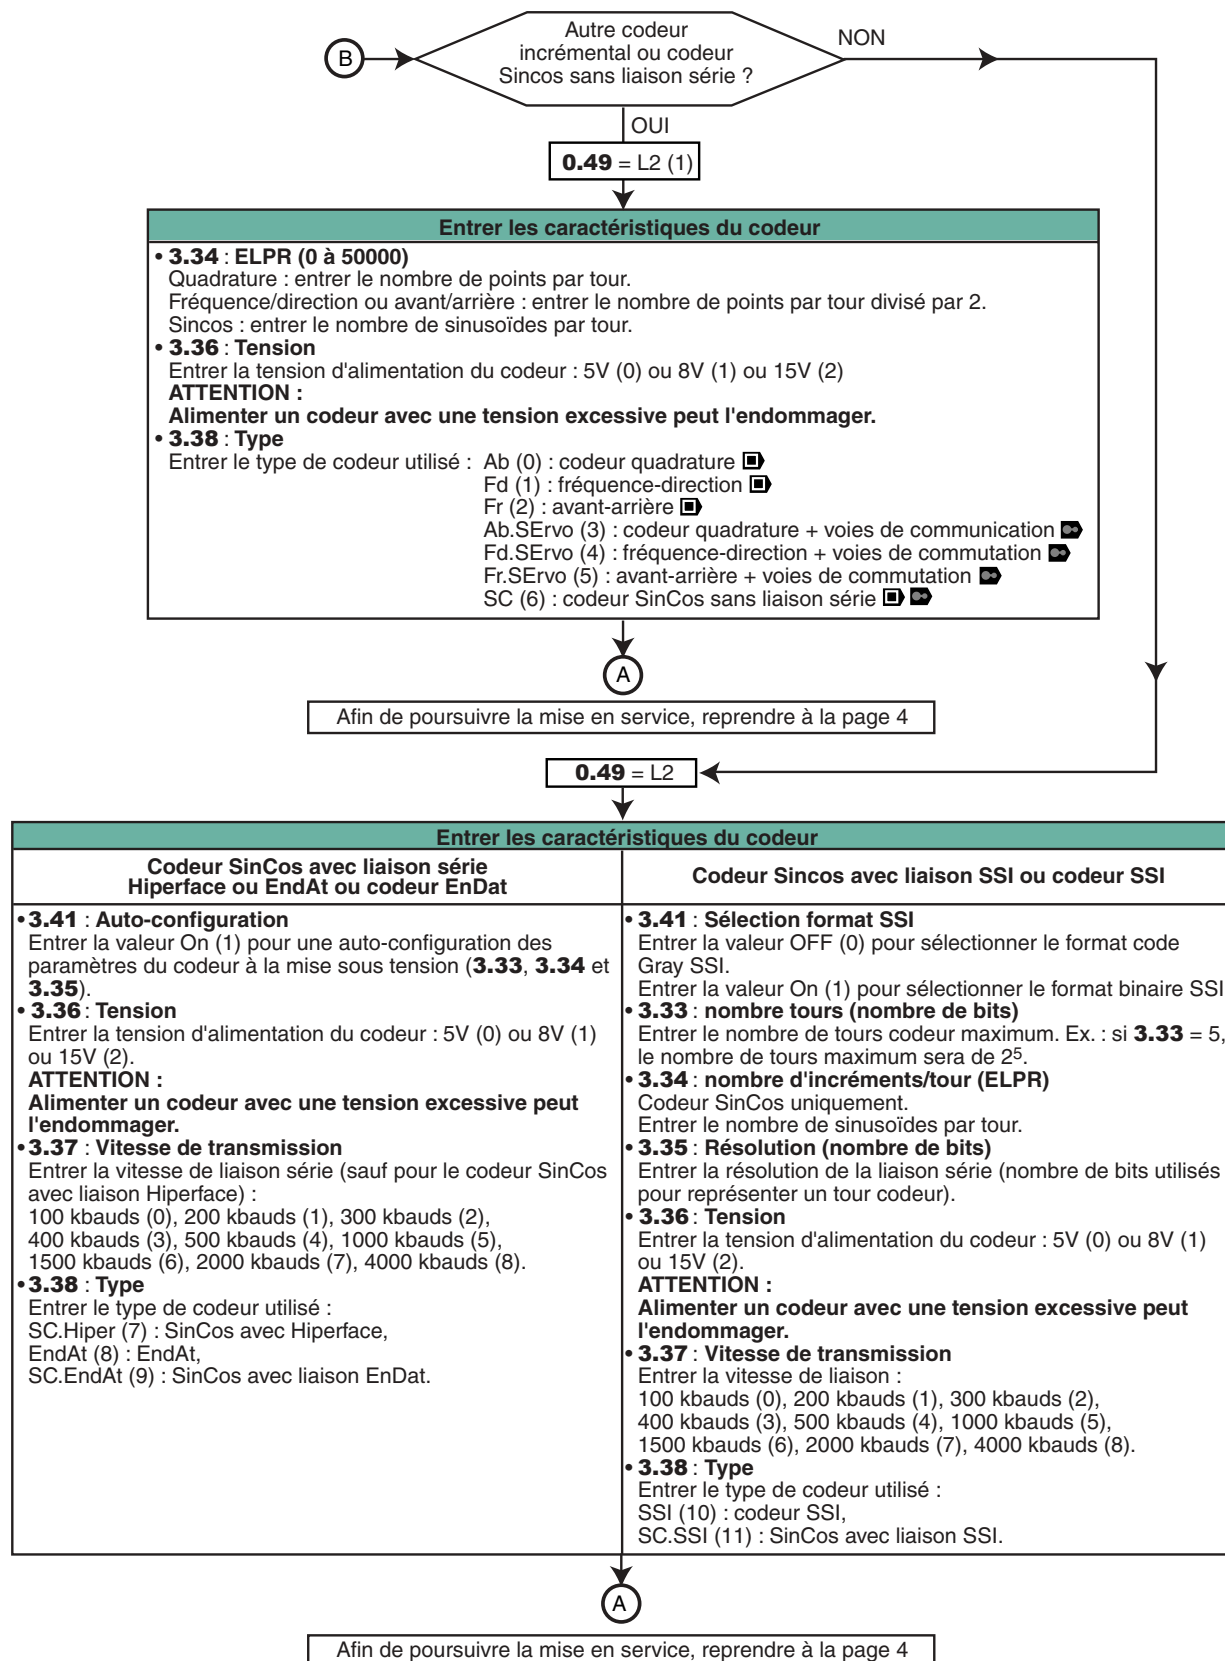 Autre codeur
incrémental ou codeur
Sincos sans liaison série ?
NON
B
OUI
0.49 = L2 (1)
Entrer les caractéristiques du codeur
• 3.34 : ELPR (0 à 50000)
Quadrature : entrer le nombre de points par tour.
Fréquence/direction ou avant/arrière : entrer le nombre de points par tour divisé par 2.
Sincos : entrer le nombre de sinusoïdes par tour.
• 3.36 : Tension
Entrer la tension d'alimentation du codeur : 5V (0) ou 8V (1) ou 15V (2)
ATTENTION :
Alimenter un codeur avec une tension excessive peut l'endommager.
• 3.38 : Type
Entrer le type de codeur utilisé : Ab (0) : codeur quadrature
Fd (1) : fréquence-direction
Fr (2) : avant-arrière
Ab.SErvo (3) : codeur quadrature + voies de communication
Fd.SErvo (4) : fréquence-direction + voies de commutation
Fr.SErvo (5) : avant-arrière + voies de commutation
SC (6) : codeur SinCos sans liaison série
A
Afin de poursuivre la mise en service, reprendre à la page 4
0.49 = L2
Entrer les caractéristiques du codeur
Codeur SinCos avec liaison série
Hiperface ou EndAt ou codeur EnDat
• 3.41 : Auto-configuration
Entrer la valeur On (1) pour une auto-configuration des
paramètres du codeur à la mise sous tension (3.33, 3.34 et
3.35).
• 3.36 : Tension
Entrer la tension d'alimentation du codeur : 5V (0) ou 8V (1)
ou 15V (2).
ATTENTION :
Alimenter un codeur avec une tension excessive peut
l'endommager.
• 3.37 : Vitesse de transmission
Entrer la vitesse de liaison série (sauf pour le codeur SinCos
avec liaison Hiperface) :
100 kbauds (0), 200 kbauds (1), 300 kbauds (2),
400 kbauds (3), 500 kbauds (4), 1000 kbauds (5),
1500 kbauds (6), 2000 kbauds (7), 4000 kbauds (8).
• 3.38 : Type
Entrer le type de codeur utilisé :
SC.Hiper (7) : SinCos avec Hiperface,
EndAt (8) : EndAt,
SC.EndAt (9) : SinCos avec liaison EnDat.
Codeur Sincos avec liaison SSI ou codeur SSI
• 3.41 : Sélection format SSI
Entrer la valeur OFF (0) pour sélectionner le format code
Gray SSI.
Entrer la valeur On (1) pour sélectionner le format binaire SSI
• 3.33 : nombre tours (nombre de bits)
Entrer le nombre de tours codeur maximum. Ex. : si 3.33 = 5,
le nombre de tours maximum sera de 2⁵.
• 3.34 : nombre d'incréments/tour (ELPR)
Codeur SinCos uniquement.
Entrer le nombre de sinusoïdes par tour.
• 3.35 : Résolution (nombre de bits)
Entrer la résolution de la liaison série (nombre de bits utilisés
pour représenter un tour codeur).
• 3.36 : Tension
Entrer la tension d'alimentation du codeur : 5V (0) ou 8V (1)
ou 15V (2).
ATTENTION :
Alimenter un codeur avec une tension excessive peut
l'endommager.
• 3.37 : Vitesse de transmission
Entrer la vitesse de liaison :
100 kbauds (0), 200 kbauds (1), 300 kbauds (2),
400 kbauds (3), 500 kbauds (4), 1000 kbauds (5),
1500 kbauds (6), 2000 kbauds (7), 4000 kbauds (8).
• 3.38 : Type
Entrer le type de codeur utilisé :
SSI (10) : codeur SSI,
SC.SSI (11) : SinCos avec liaison SSI.
A
Afin de poursuivre la mise en service, reprendre à la page 4